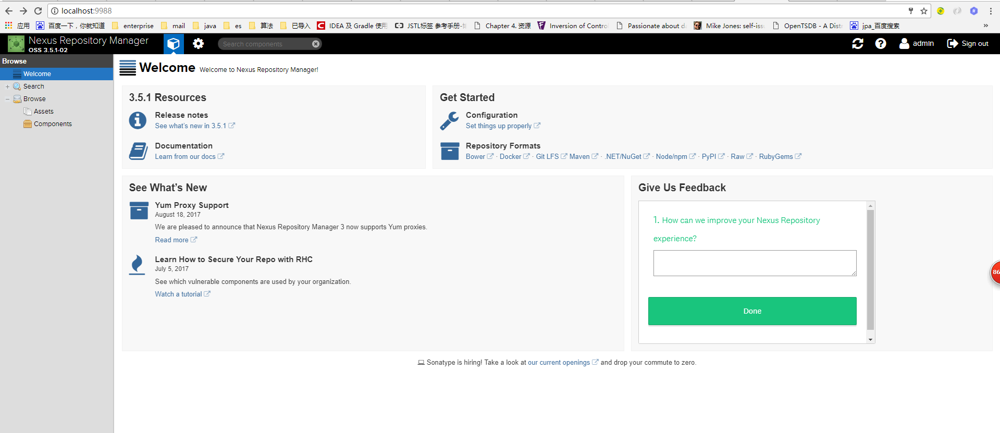 localhost:9988
应用 百度一下，你就知道 enterprise mail java es 算法 已导入 IDEA 及 Gradle 使用 JSTL标签 参考手册 Chapter 4. 资源 Inversion of Contro Passionate about d Mike Jones: self-iss OpenTSDB - A Dist jpa_百度搜索 »
Nexus Repository Manager
OSS 3.5.1-02
Search components
admin
Sign out
Browse
Welcome
Search
Browse
Assets
Components
Welcome Welcome to Nexus Repository Manager!
3.5.1 Resources
Release notes
See what's new in 3.5.1
Documentation
Learn from our docs
Get Started
Configuration
Set things up properly
Repository Formats
Bower · Docker · Git LFS Maven · .NET/NuGet · Node/npm · PyPI · Raw · RubyGems
See What's New
Yum Proxy Support
August 18, 2017
We are pleased to announce that Nexus Repository Manager 3 now supports Yum proxies.
Read more
Learn How to Secure Your Repo with RHC
July 5, 2017
See which vulnerable components are used by your organization.
Watch a tutorial
Give Us Feedback
1. How can we improve your Nexus Repository
experience?
Done
86
Sonatype is hiring! Take a look at our current openings and drop your commute to zero.